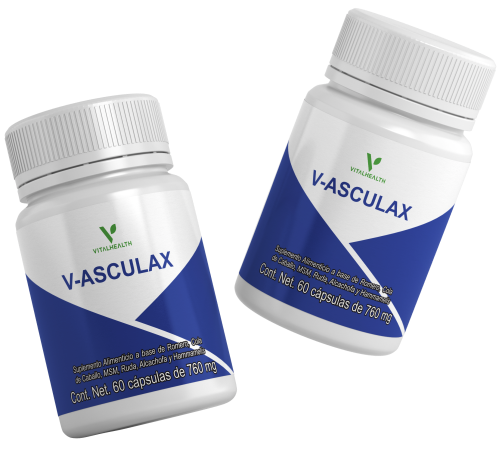 VITALHEALTH
V-ASCULAX
Suplemento Alimenticio a base de Romero, Cola
de Caballo, MSM, Ruda, Alcachofa y Hammamelis
Cont. Net. 60 cápsulas de 760 mg
VITALHEALTH
V-ASCULAX
Suplemento Alimenticio a base de Romero, Cola
de Caballo, MSM, Ruda, Alcachofa y Hammamelis
Cont. Net. 60 cápsulas de 760 mg